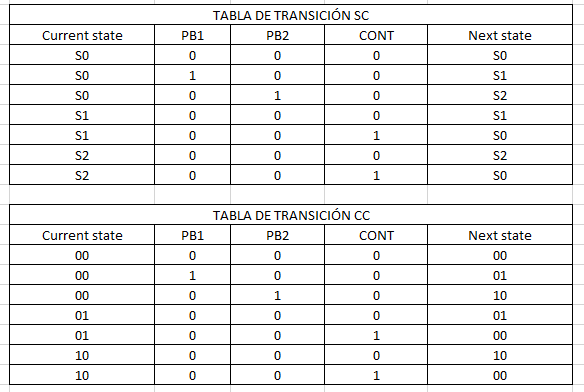 TABLA DE TRANSICIÓN SC
Current state PB1 PB2 CONT Next state
S0 0 0 0 S0
S0 1 0 0 S1
S0 0 1 0 S2
S1 0 0 0 S1
S1 0 0 1 S0
S2 0 0 0 S2
S2 0 0 1 S0
TABLA DE TRANSICIÓN CC
Current state PB1 PB2 CONT Next state
00 0 0 0 00
00 1 0 0 01
00 0 1 0 10
01 0 0 0 01
01 0 0 1 00
10 0 0 0 10
10 0 0 1 00